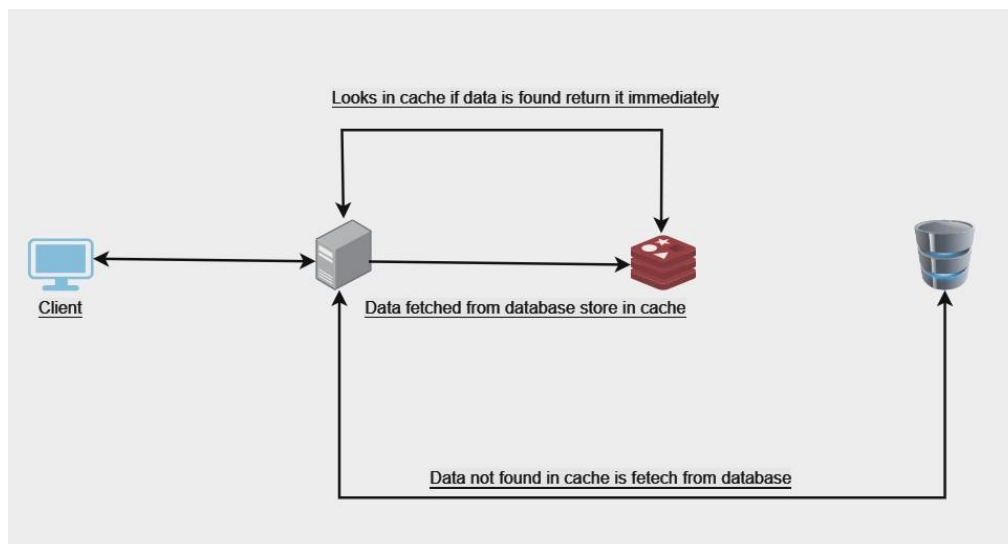 Looks in cache if data is found return it immediately
Client
Data fetched from database store in cache
Data not found in cache is fetech from database